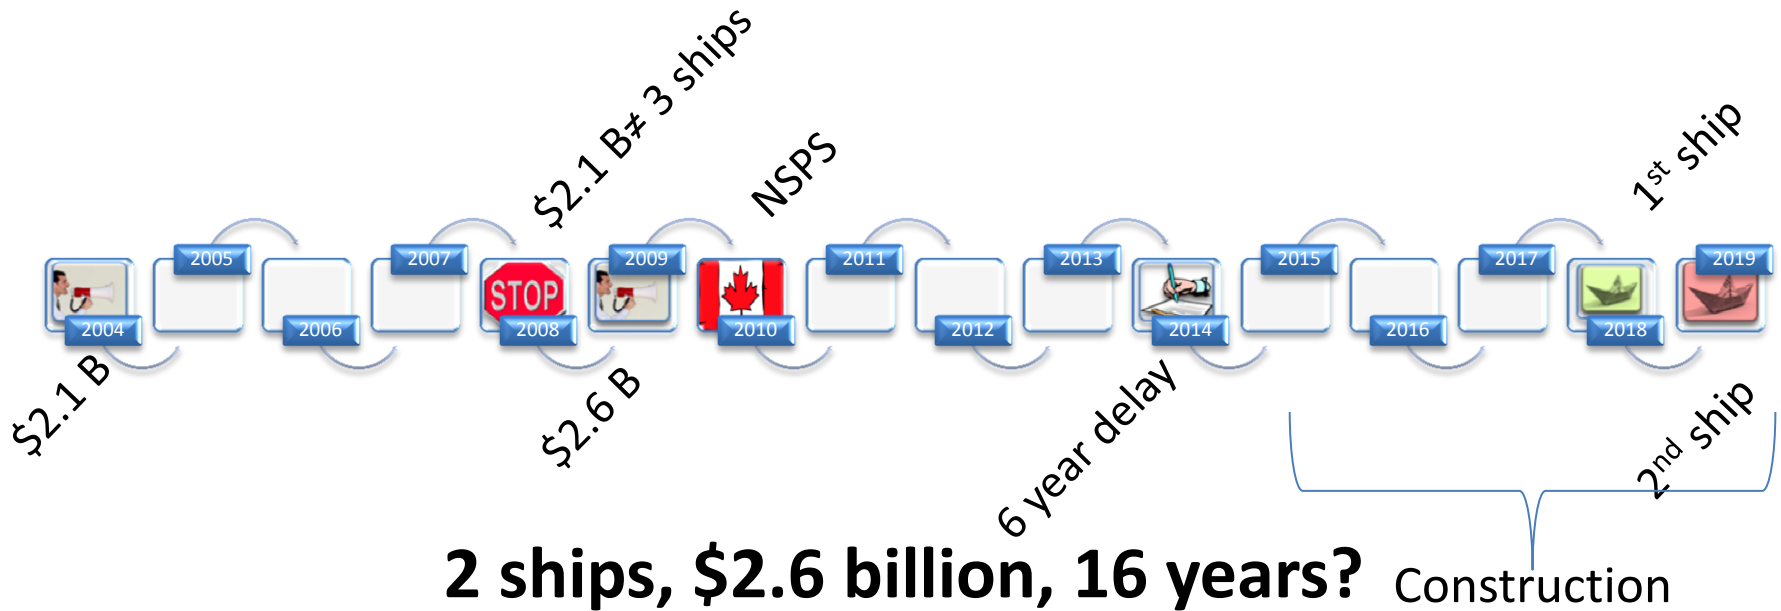 $2.1 B≠ 3 ships
NSPS
1st ship
2005
2007
2009
2011
2013
2015
2017
2019
STOP
2004
2006
2008
2010
2012
2014
2016
2018
$2.1 B
$2.6 B
6 year delay
2nd ship
2 ships, $2.6 billion, 16 years?
Construction